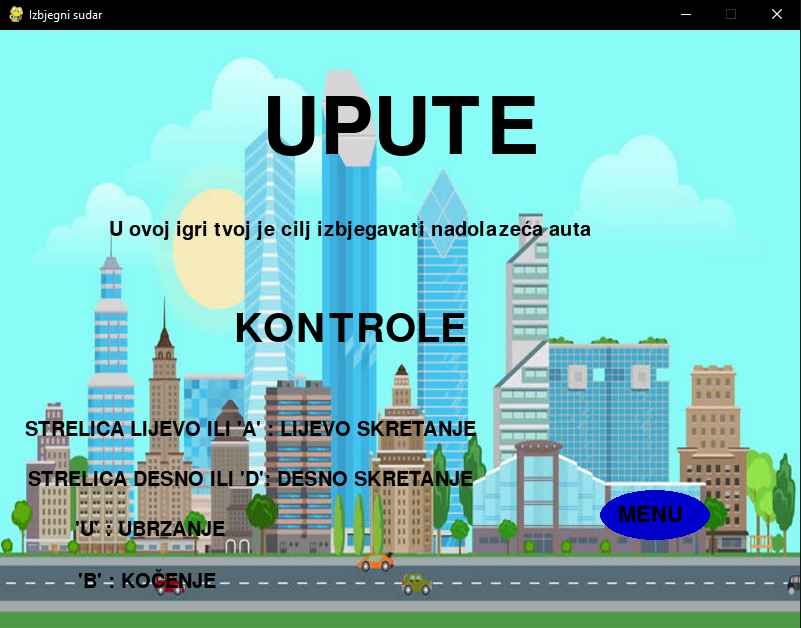 Izbjegni sudar
UPUTE
U ovoj igri tvoj je cilj izbjegavati nadolazeća auta
KONTROLE
STRELICA LIJEVO ILI 'A' : LIJEVO SKRETANJE
STRELICA DESNO ILI 'D': DESNO SKRETANJE
'U' : UBRZANJE
MENU
'B' : KOČENJE